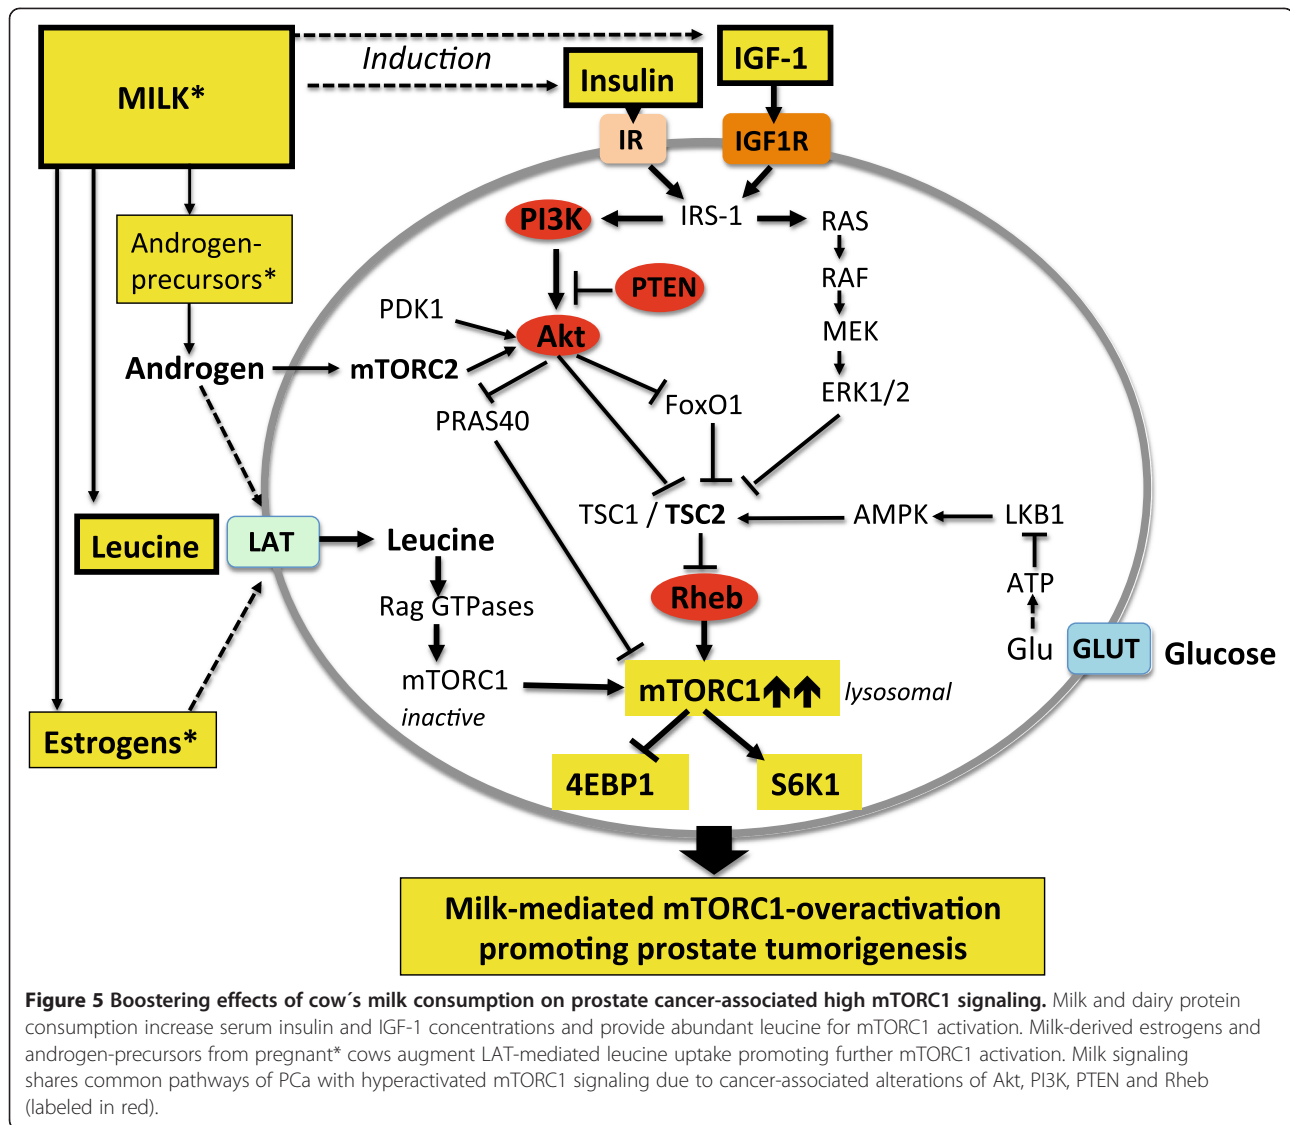 MILK*
Induction
Insulin
IGF-1
IR
IGF1R
Androgen-
precursors*
PI3K
IRS-1
RAS
RAF
PTEN
PDK1
Akt
MEK
Androgen
mTORC2
ERK1/2
PRAS40
FoxO1
TSC1 / TSC2
AMPK
LKB1
Leucine
LAT
Leucine
ATP
Rag GTPases
Rheb
Glu
GLUT
Glucose
mTORC1
inactive
mTORC1
lysosomal
Estrogens*
4EBP1
S6K1
Milk-mediated mTORC1-overactivation
promoting prostate tumorigenesis
Figure 5 Boostering effects of cow´s milk consumption on prostate cancer-associated high mTORC1 signaling. Milk and dairy protein
consumption increase serum insulin and IGF-1 concentrations and provide abundant leucine for mTORC1 activation. Milk-derived estrogens and
androgen-precursors from pregnant* cows augment LAT-mediated leucine uptake promoting further mTORC1 activation. Milk signaling
shares common pathways of PCa with hyperactivated mTORC1 signaling due to cancer-associated alterations of Akt, PI3K, PTEN and Rheb
(labeled in red).